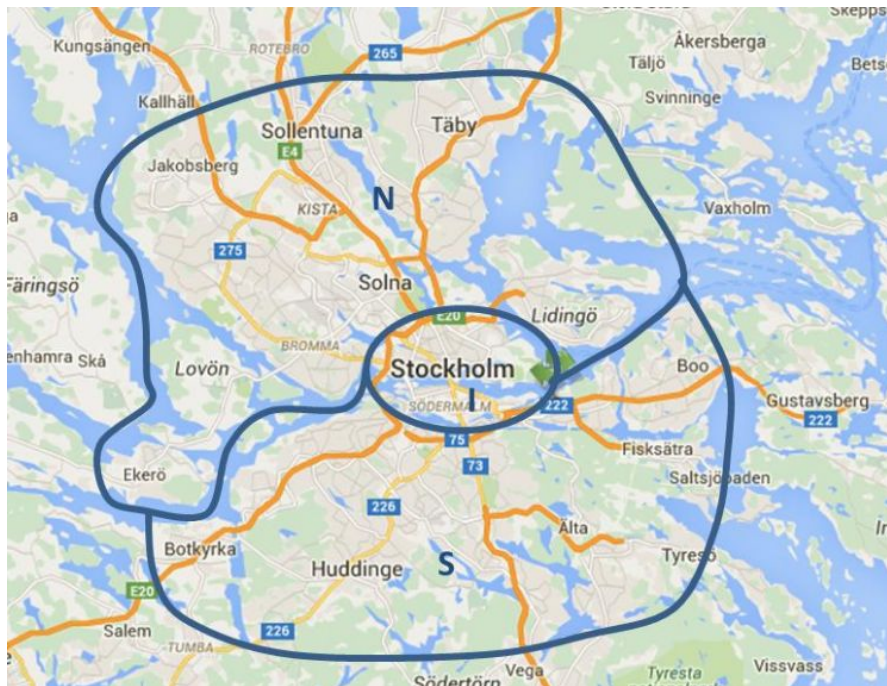 Skepps
Kungsängen
ROTEBRO
265
Åkersberga
Täljö
Betse
Kallhäll
Svinninge
Sollentuna
Täby
E4
Jakobsberg
KISTA
N
Vaxholm
275
Färingsö
Solna
E20
Lidingö
BROMMA
enhamra
Skå
Lovön
Stockholm
Boo
I
SÖDERMALM
222
Gustavsberg
222
75
Fisksätra
73
Ekerö
Saltsjöbaden
226
Botkyrka
Älta
S
Tyresö
Huddinge
E20
Salem
226
TUMBA
Vega
Södertörn
Tyresta
Vissvass